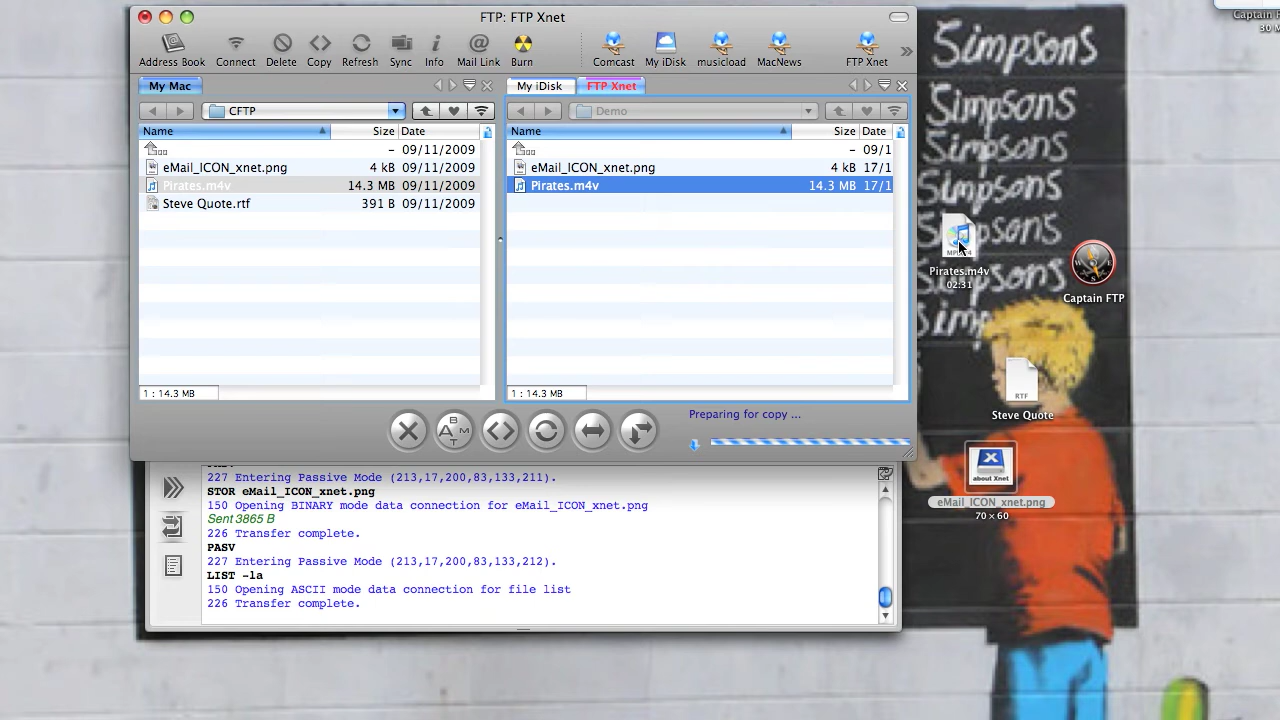 FTP: FTP Xnet
Captain F
30 M
Address Book Connect Delete Copy Refresh Sync Info Mail Link Burn Comcast My iDisk musicload MacNews FTP Xnet
My Mac My iDisk FTP Xnet
CFTP Demo
Name Size Date Name Size Date
- 09/11/2009 - 09/1
eMail_ICON_xnet.png 4 kB 09/11/2009 eMail_ICON_xnet.png 4 kB 17/1
Pirates.m4v 14.3 MB 09/11/2009 Pirates.m4v 14.3 MB 17/1
Steve Quote.rtf 391 B 09/11/2009
1 : 14.3 MB 1 : 14.3 MB
Preparing for copy ...
A B M T
227 Entering Passive Mode (213,17,200,83,133,211).
STOR eMail_ICON_xnet.png
150 Opening BINARY mode data connection for eMail_ICON_xnet.png
Sent 3865 B
226 Transfer complete.
PASV
227 Entering Passive Mode (213,17,200,83,133,212).
LIST -la
150 Opening ASCII mode data connection for file list
226 Transfer complete.
Simpsons
Simpsons
Simpsons
Simpsons
Simpsons
Simpsons
Simp
Pirates.m4v
02:31
W E
S
Captain FTP
RTF
Steve Quote
X
about Xnet
eMail_ICON_xnet.png
70 × 60